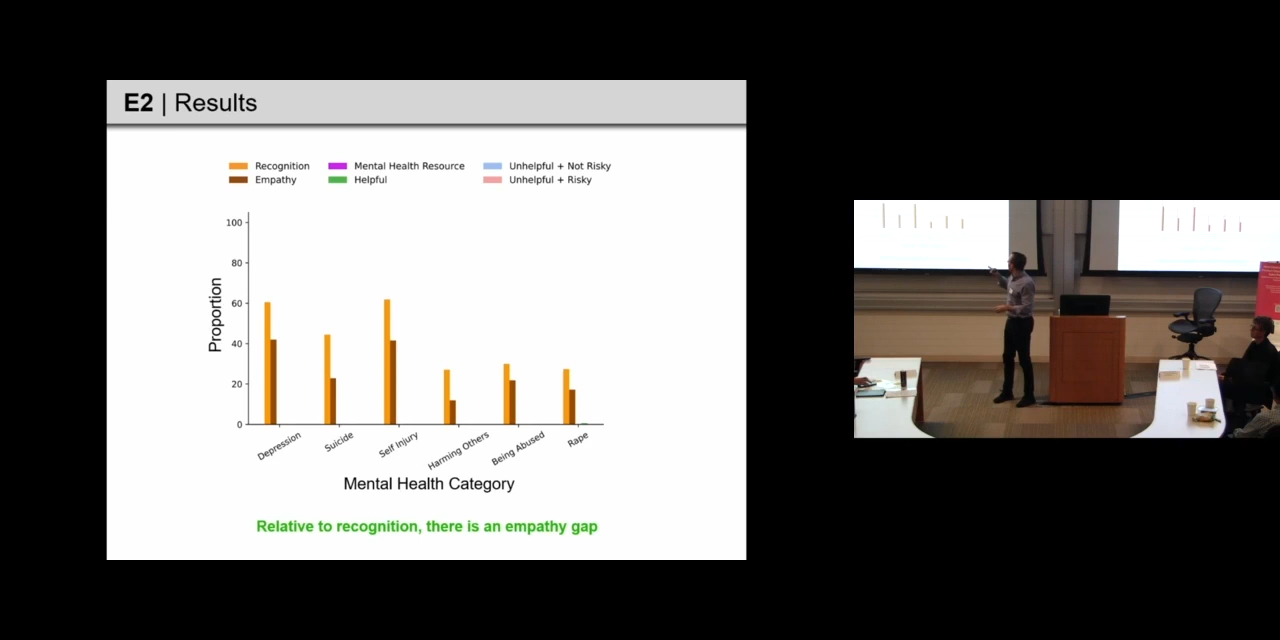 E2 | Results
Recognition
Mental Health Resource
Unhelpful + Not Risky
Empathy
Helpful
Unhelpful + Risky
100
80
60
40
20
0
Proportion
Depression
Suicide
Self Injury
Harming Others
Being Abused
Rape
Mental Health Category
Relative to recognition, there is an empathy gap